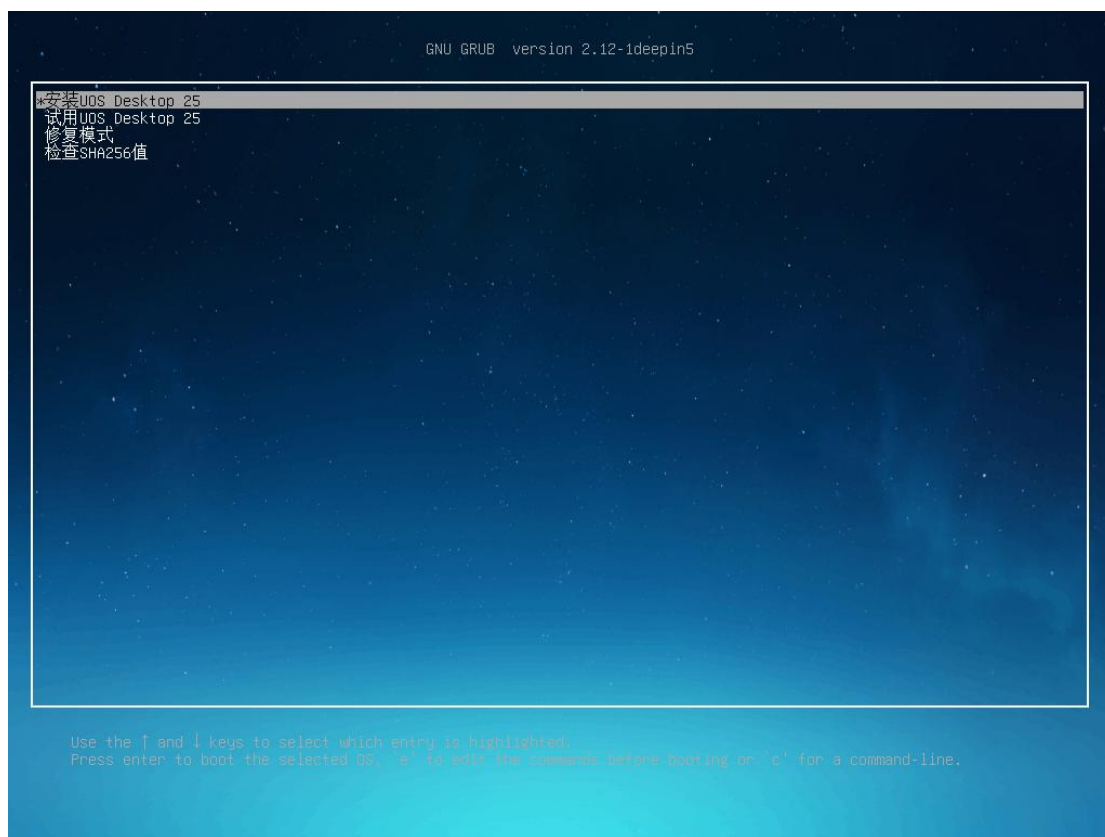 GNU GRUB version 2.12-1deepin5
*安装UOS Desktop 25
试用UOS Desktop 25
修复模式
检查SHA256值
Use the ↑ and ↓ keys to select which entry is highlighted.
Press enter to boot the selected OS, `e' to edit the commands before booting or `c' for a command-line.